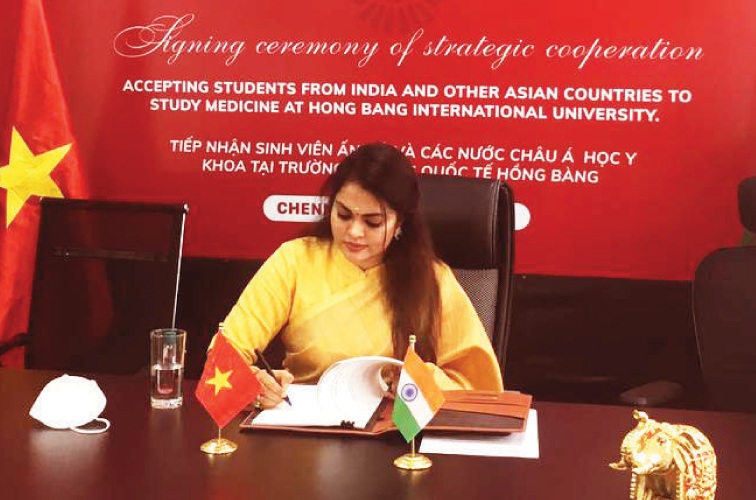 Signing ceremony of strategic cooperation
ACCEPTING STUDENTS FROM INDIA AND OTHER ASIAN COUNTRIES TO
STUDY MEDICINE AT HONG BANG INTERNATIONAL UNIVERSITY.
TIẾP NHẬN SINH VIÊN VÀ CÁC NƯỚC CHÂU Á HỌC Y
KHOA TẠI TRƯỜNG QUỐC TẾ HỒNG BÀNG